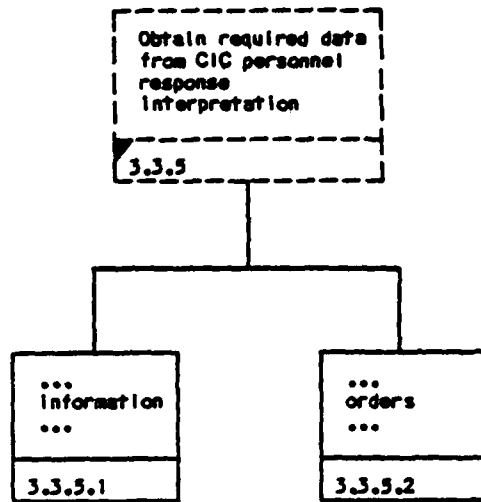 Obtain required data
from CIC personnel
response
interpretation
3.3.5
...
information
...
3.3.5.1
...
orders
...
3.3.5.2